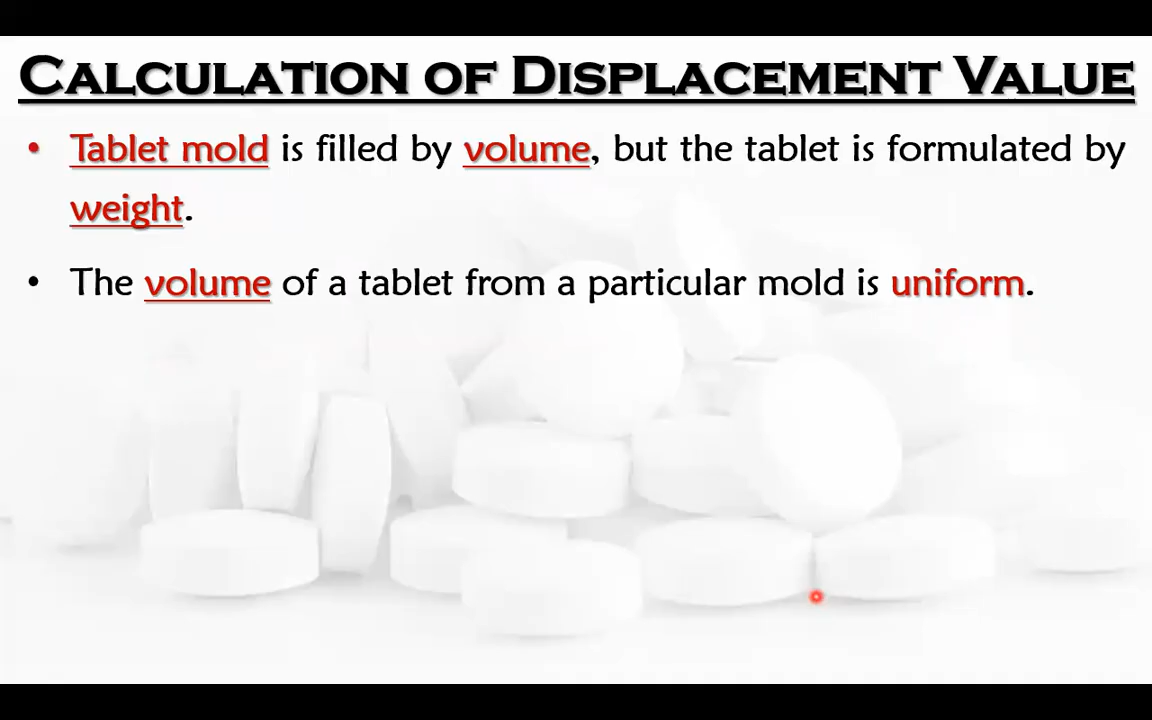 CALCULATION OF DISPLACEMENT VALUE
• Tablet mold is filled by volume, but the tablet is formulated by
weight.
• The volume of a tablet from a particular mold is uniform.